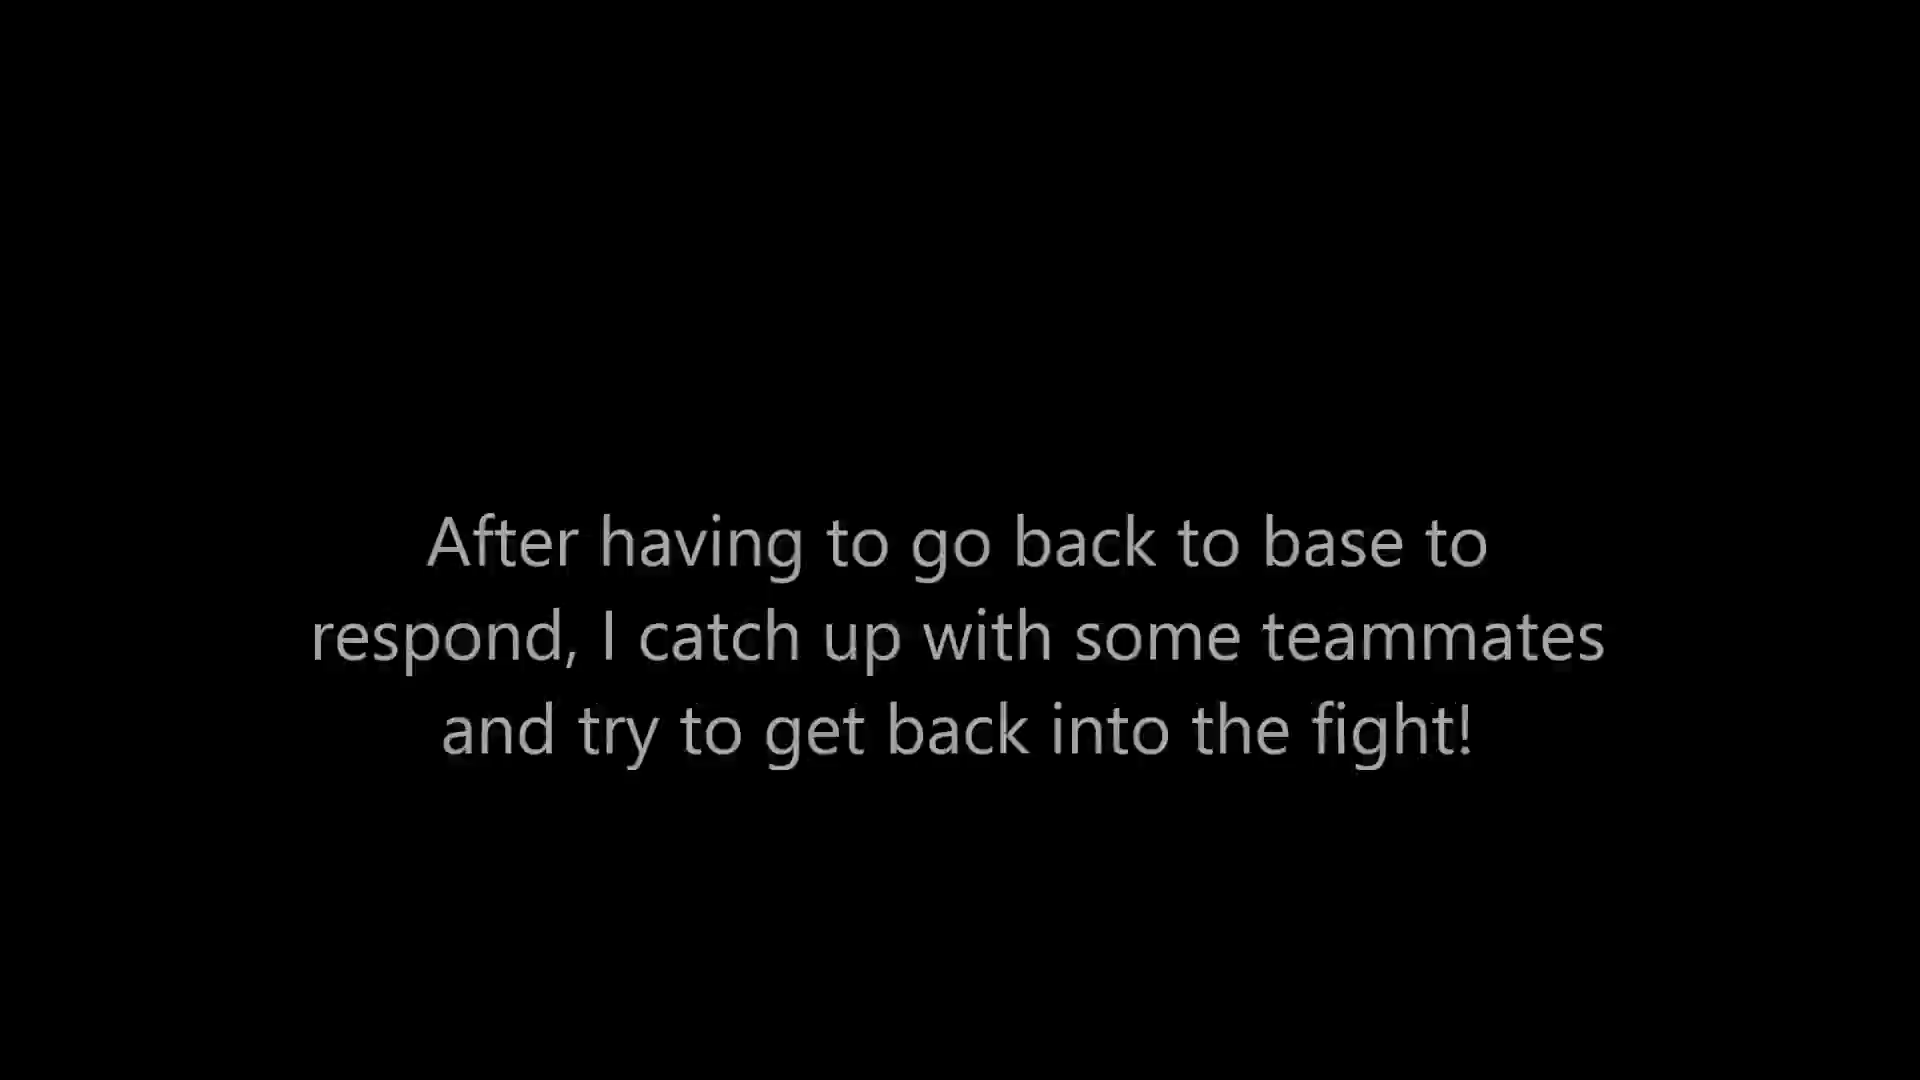 After having to go back to base to
respond, I catch up with some teammates
and try to get back into the fight!